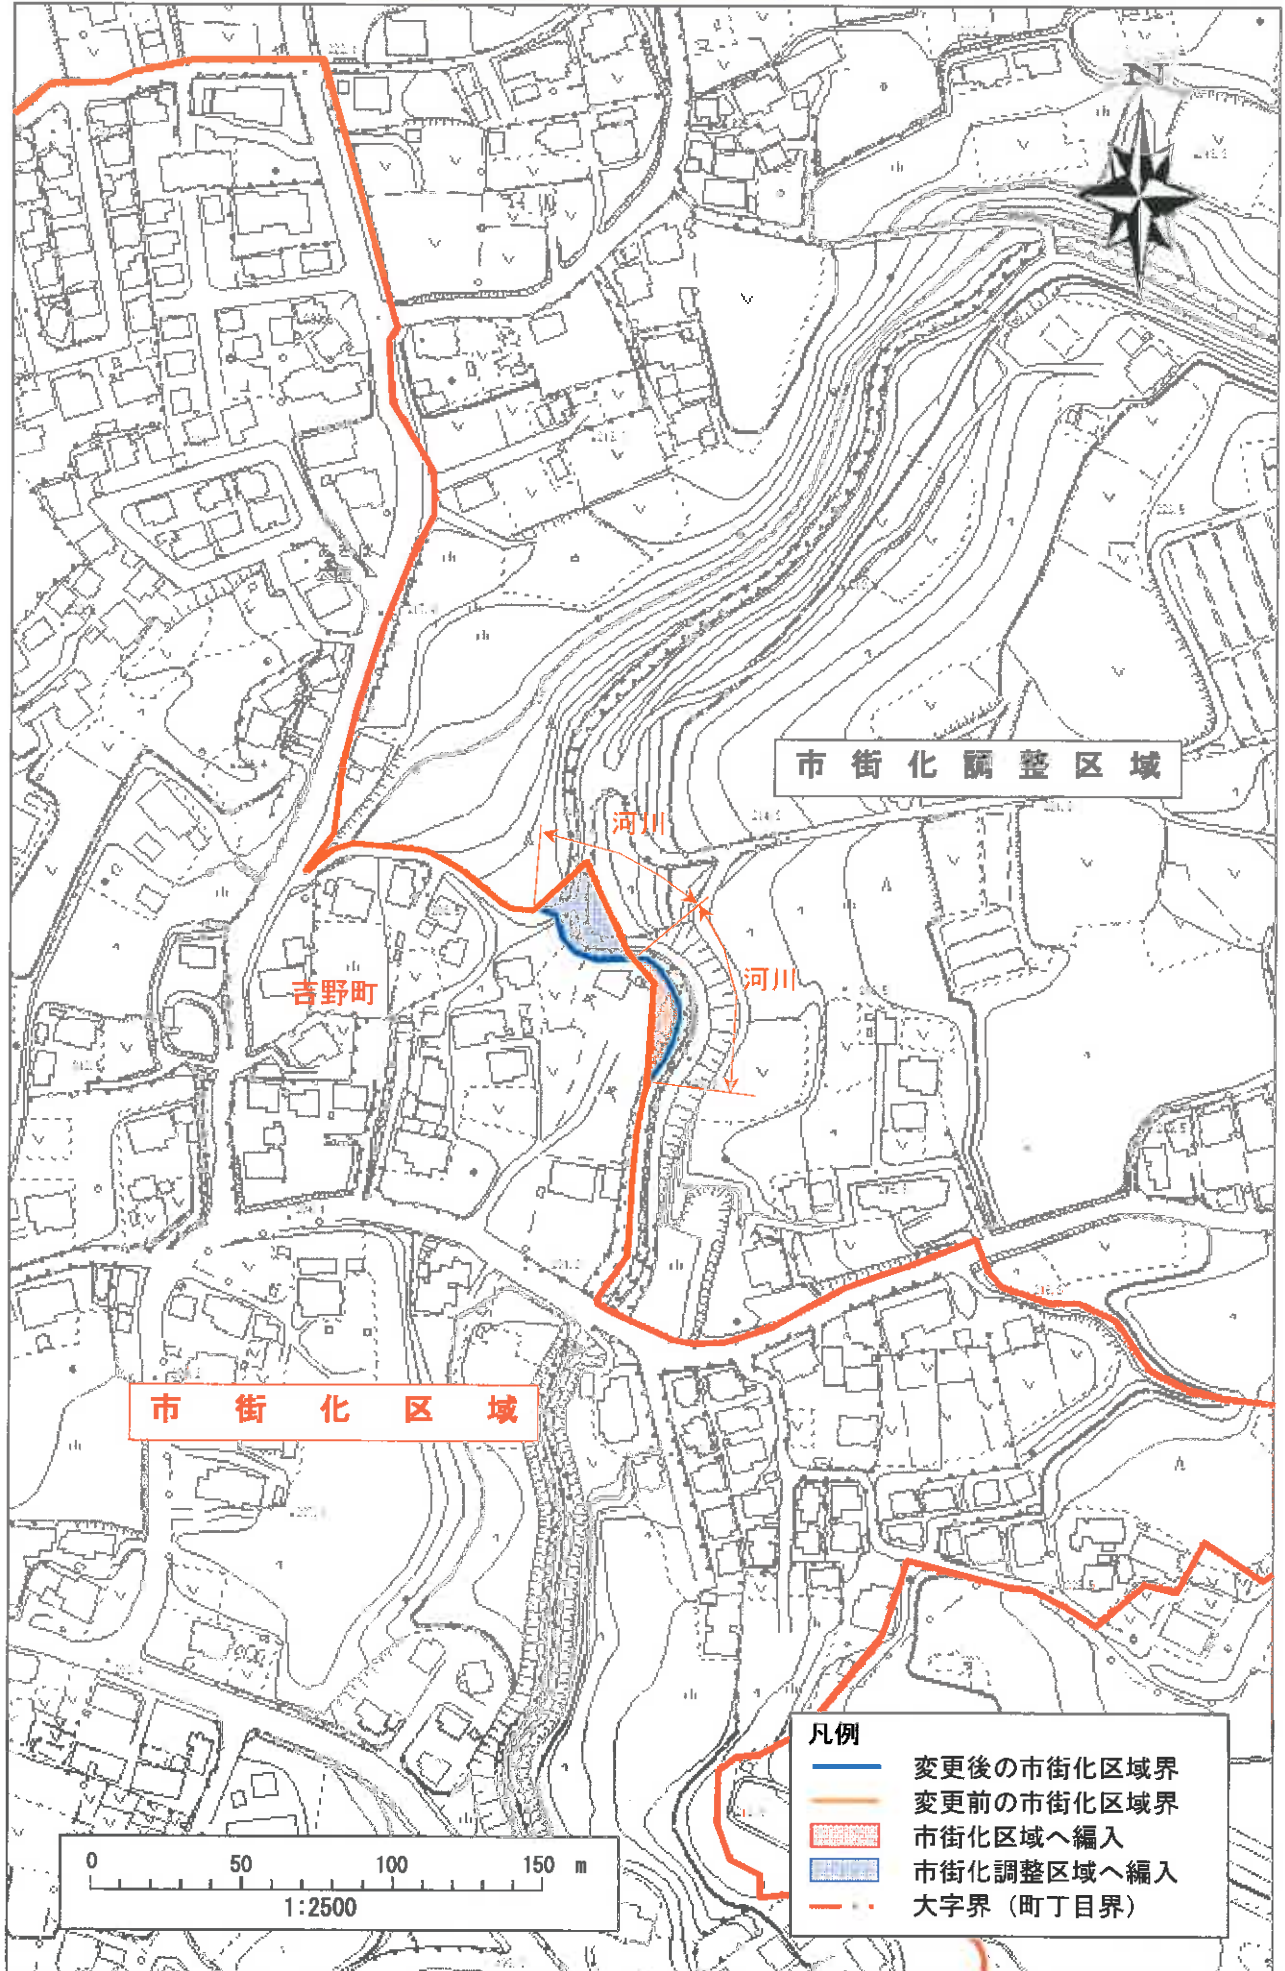 N
市街化調整区域
河川
河川
吉野町
市街化区域
凡例
変更後の市街化区域界
変更前の市街化区域界
市街化区域へ編入
市街化調整区域へ編入
大字界（町丁目界）
0 50 100 150 m
1:2500